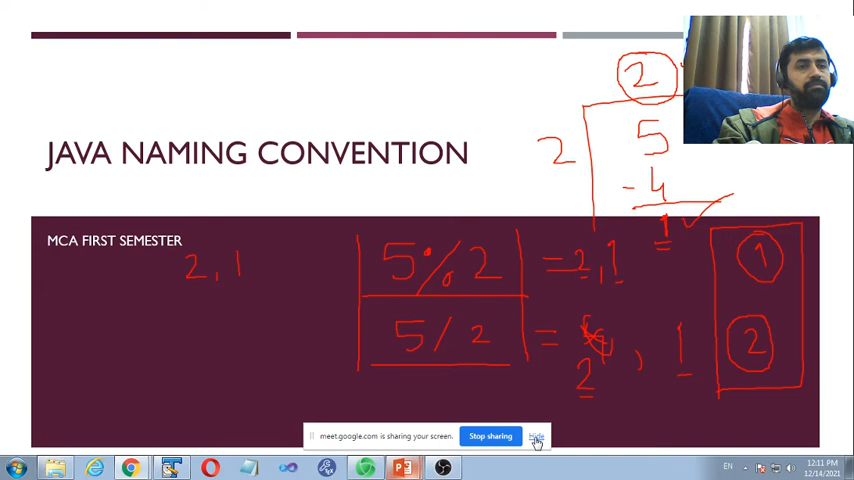 2
JAVA NAMING CONVENTION
2 5
- 4
1
MCA FIRST SEMESTER
2, 1
5 % 2 = 2, 1 1
5 / 2 = , 1 2
2
meet.google.com is sharing your screen. Stop sharing Hide
EN 12:11 PM
12/14/2021